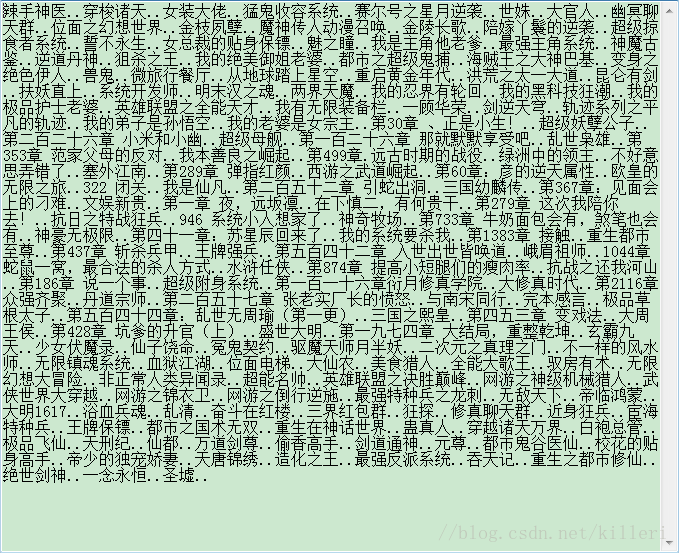 辣手神医..穿梭诸天..女装大佬..猛鬼收容系统..赛尔号之星月逆袭..世姝..大官人..幽冥聊
天群..位面之幻想世界..金枝夙孽..魔神传人动漫召唤..金陵长歌..陪嫁丫鬟的逆袭..超级掠
食者系统..誓不永生..女总裁的贴身保镖..魅之瞳..我是主角他老爹..最强主角系统..神魔古
鉴..逆道丹神..狙杀之王..我的绝美御姐老婆..都市之超级鬼捕..海贼王之大神巴基..变身之
绝色伊人..兽鬼..微旅行餐厅..从地球踏上星空..重启黄金年代..洪荒之太一大道..昆仑有剑
..扶妖直上..系统开发师..明末汉之魂..两界天魔..我的忍界有轮回..我的黑科技狂潮..我的
极品护士老婆..英雄联盟之全能天才..我有无限装备栏..一顾华荣..剑逆天穹..轨迹系列之平
凡的轨迹..我的弟子是孙悟空..我的老婆是女宗王..第30章 、正是小生！..超级妖孽公子..
第二百二十六章 小米和小幽..超级母舰..第一百二十六章 那就默默享受吧..乱世枭雄..第
353章 范家父母的反对..我本善良之崛起..第499章 远古时期的战役..绿洲中的领主..不好意
思弄错了..塞外江南..第289章 弹指红颜..西游之武道崛起..第60章：彦的逆天属性..欧皇的
无限之旅..322 闭关..我是仙凡..第二百五十二章 引蛇出洞..三国幼麟传..第367章：见面会
上的刁难..文娱新贵..第一章 夜，远坂凛..在下慎二，有何贵干..第279章 这次我陪你
去！..抗日之特战狂兵..946 系统小人想家了..神奇牧场..第733章 牛奶面包会有，煞笔也会
有..神豪无极限..第四十一章：苏星辰回来了..我的系统要杀我..第1383章 接触..重生都市
至尊..第437章 斩杀兵甲..王牌强兵..第五百四十二章 入世出世皆唤道..峨眉祖师..1044章
蛇鼠一窝，最合法的杀人方式..水浒任侠..第874章 提高小短腿们的瘦肉率..抗战之还我河山
..第186章 说一个事..超级附身系统..第一百一十六章衍月修真学院..大修真时代..第2116章
众强齐聚..丹道宗师..第二百五十七章 张老实厂长的愤怒..与南宋同行..完本感言..极品草
根太子..第五百四十四章：乱世无周瑜（第一更）..三国之熙皇..第四五三章 变戏法..大周
王侯..第428章 坑爹的升官（上）..盛世大明..第一九七四章 大结局，重整乾坤..玄霸九
天..少女伏魔录..仙子饶命..冤鬼契约..驱魔天师月半妖..二次元之真理之门..不一样的风水
师..无限镇魂系统..血狱江湖..位面电梯..大仙农..美食猎人..全能大歌王..驭房有术..无限
幻想大冒险..非正常人类异闻录..超能名帅..英雄联盟之决胜巅峰..网游之神级机械猎人..武
侠世界大穿越..网游之锦衣卫..网游之倒行逆施..最强特种兵之龙刺..无敌天下..帝临鸿蒙..
大明1617..浴血兵魂..乱清..奋斗在红楼..三界红包群..狂探..修真聊天群..近身狂兵..宦海
特种兵..王牌保镖..都市之国术无双..重生在神话世界..蛊真人..穿越诸天万界..白袍总管..
极品飞仙..天刑纪..仙都..万道剑尊..偷香高手..剑道通神..元尊..都市鬼谷医仙..校花的贴
身高手..帝少的独宠娇妻..天唐锦绣..造化之王..最强反派系统..吞天记..重生之都市修仙..
绝世剑神..一念永恒..圣墟..
//blog.csdn.net/killeri